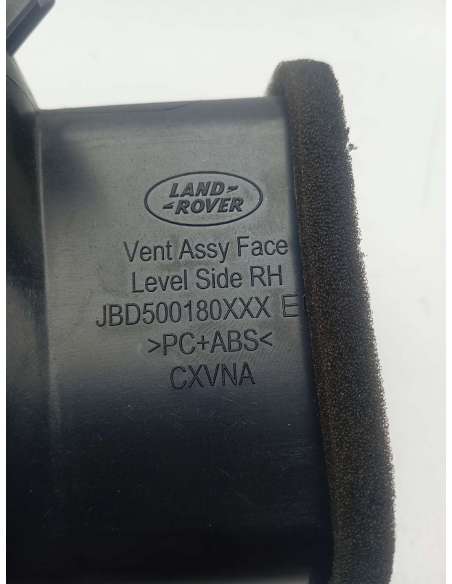 LAND-
-ROVER
Vent Assy Face
Level Side RH
JBD500180XXX E
>PC+ABS<
CXVNA